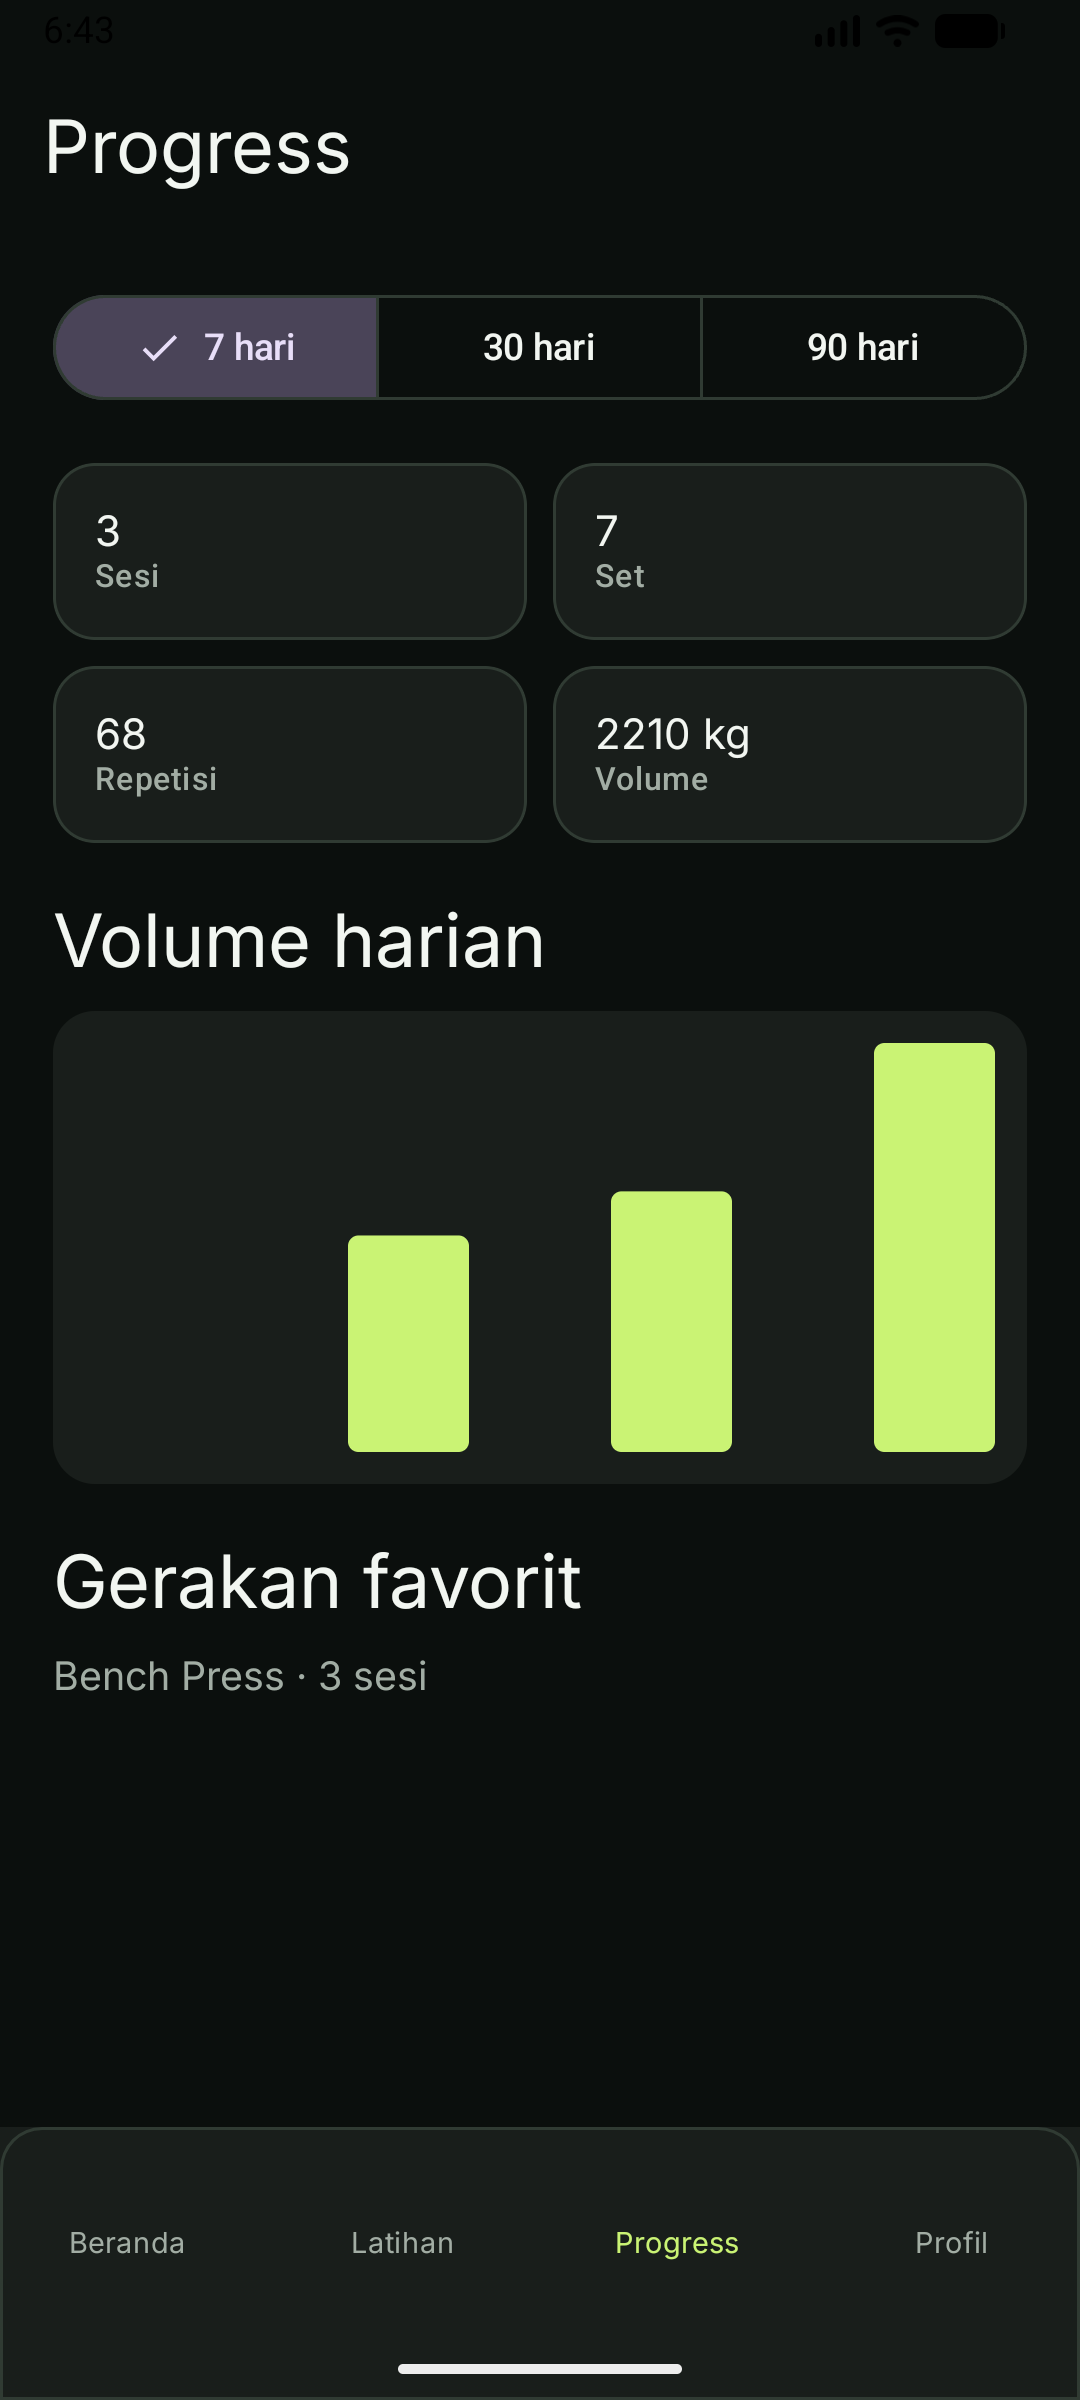 6:43
Progress
7 hari
30 hari
90 hari
3
Sesi
7
Set
68
Repetisi
2210 kg
Volume
Volume harian
Gerakan favorit
Bench Press · 3 sesi
Beranda
Latihan
Progress
Profil